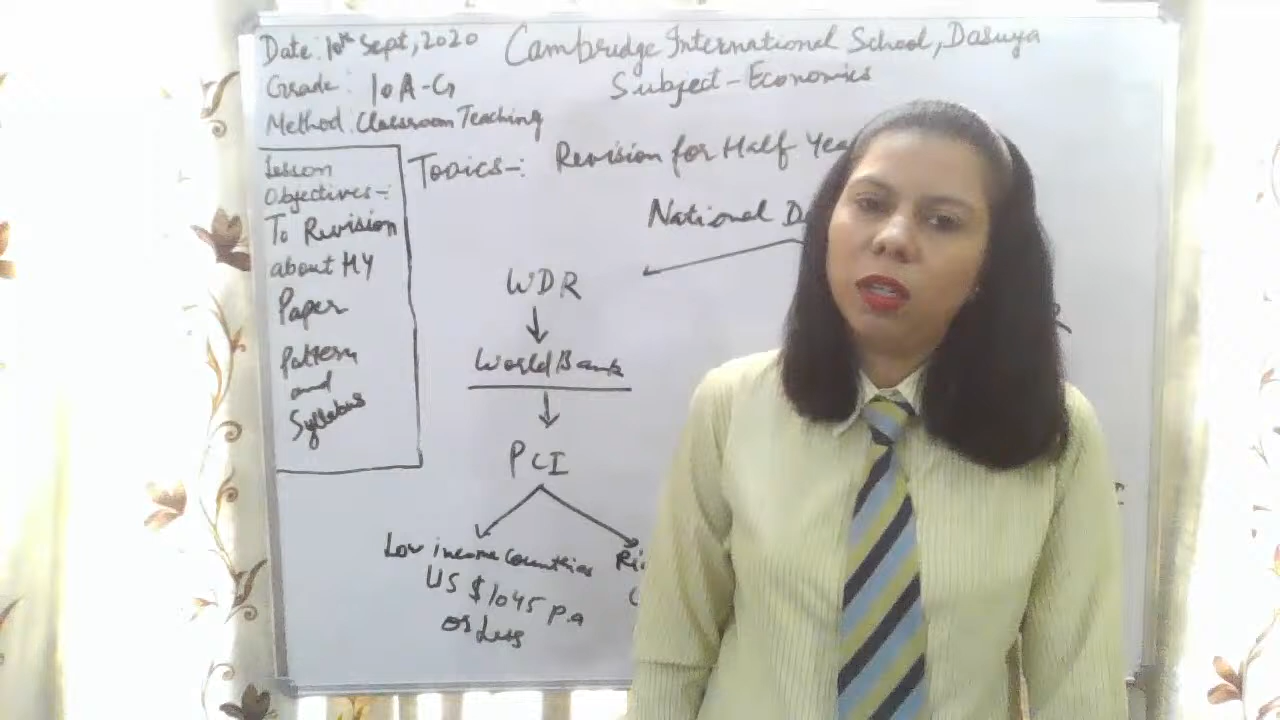 Date: 10th Sept, 2020
Grade: 10 A-G
Method: Classroom Teaching
Cambridge International School, Dasuya
Subject - Economics
Lesson
Objectives -:
To Revision
about HY
Paper
Pattern
and
Syllabus
Topics -: Revision for Half Yea
National D
WDR
World Bank
PCI
Low income Countries
US $1045 p.a
or Less
Ri